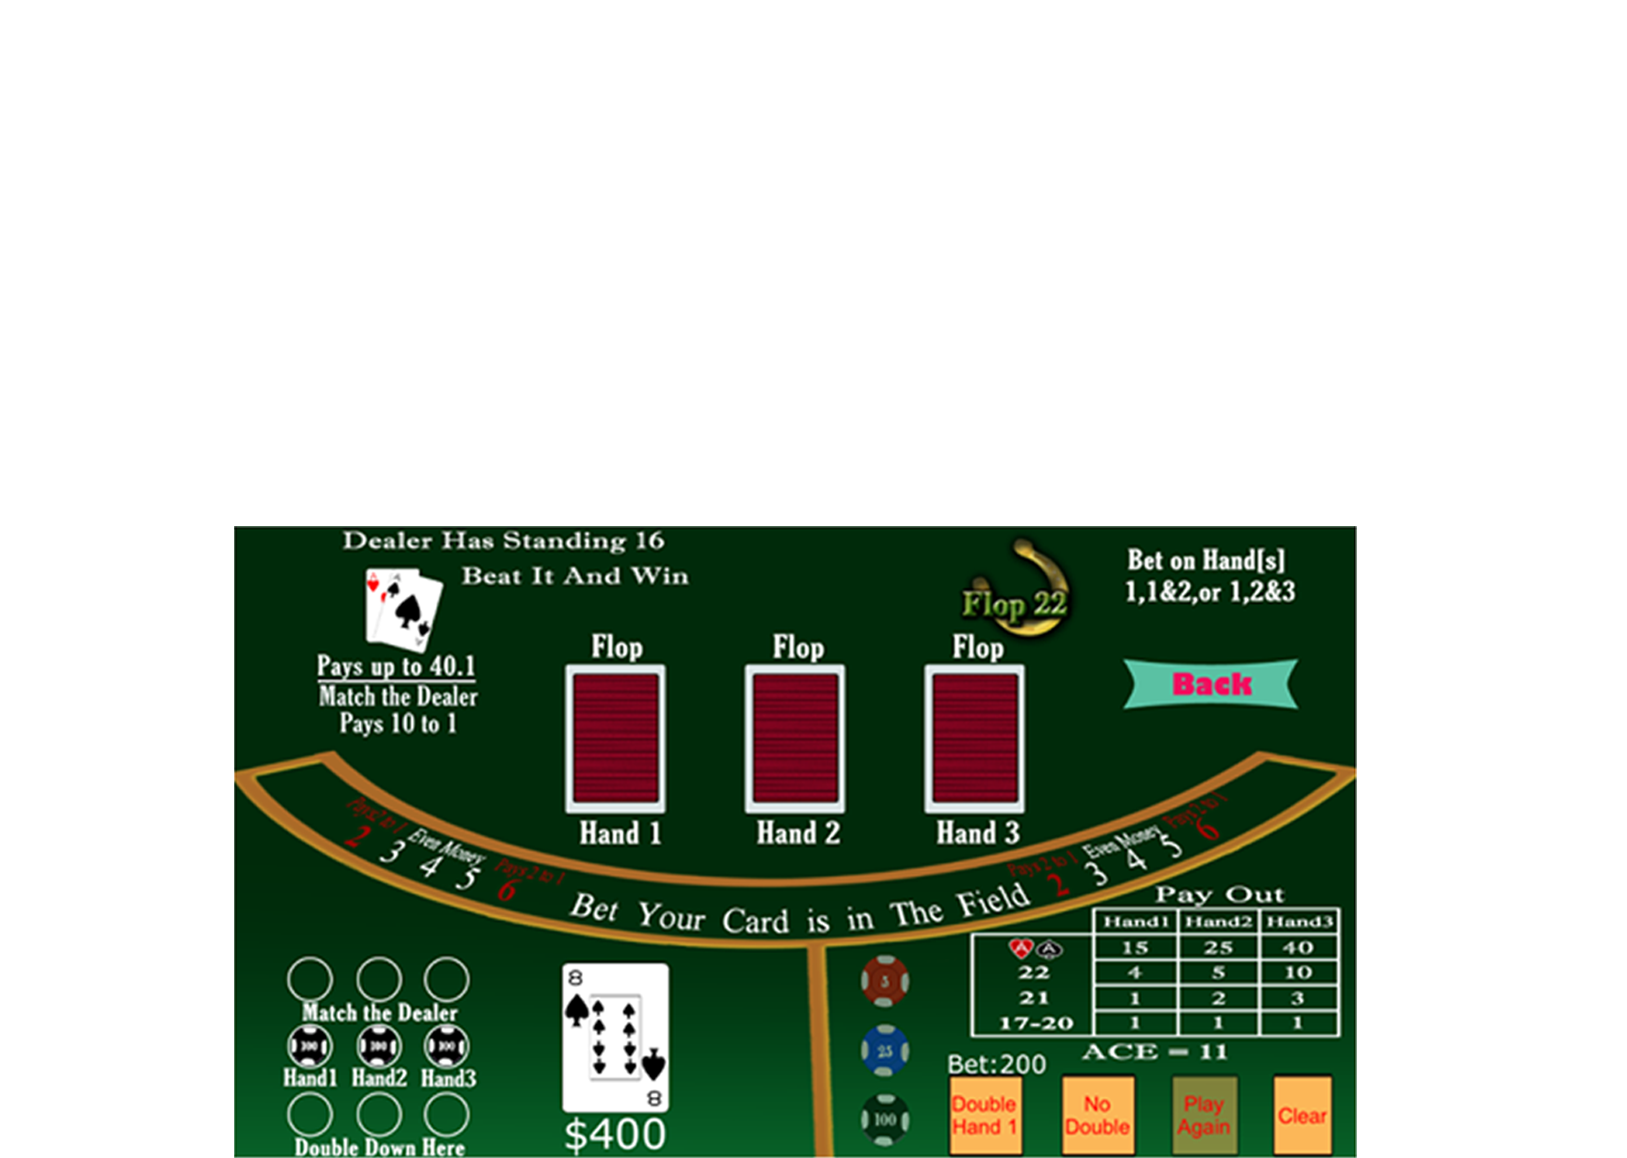 Dealer Has Standing 16
Beat It And Win
A
A
A
Pays up to 40.1
Match the Dealer
Pays 10 to 1
Flop 22
Bet on Hand[s]
1,1&2,or 1,2&3
Flop
Flop
Flop
Back
Hand 1
Hand 2
Hand 3
Pays 2 to 1
2
Even Money
3 4 5
Pays 2 to 1
6
Bet Your Card is in The Field
Pays 2 to 1
2
Even Money
3 4 5
Pays 2 to 1
6
Match the Dealer
100 100 100
Hand1 Hand2 Hand3
Double Down Here
8
8
$400
5
25
100
Pay Out
Hand1 Hand2 Hand3
A A 15 25 40
22 4 5 10
21 1 2 3
17-20 1 1 1
ACE = 11
Bet:200
Double
Hand 1
No
Double
Play
Again
Clear